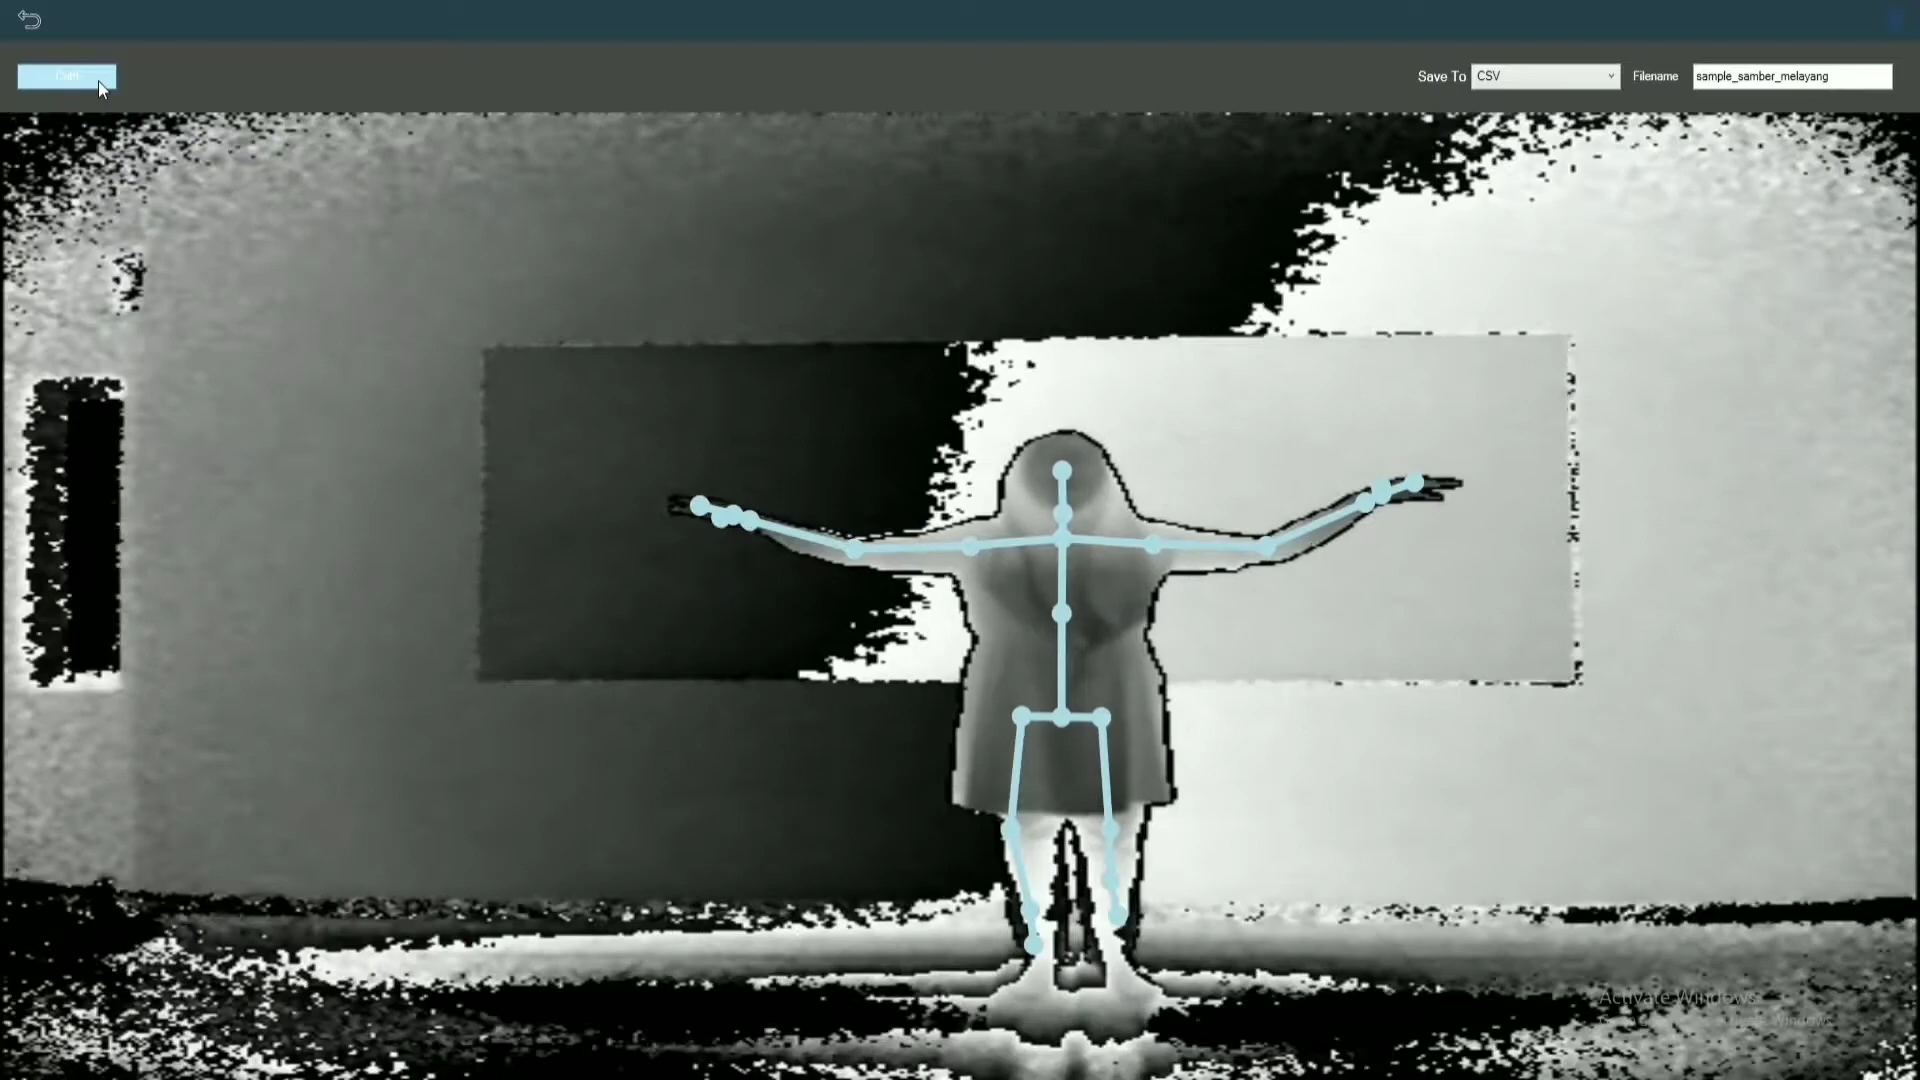 Save To
CSV
Filename
sample_samber_melayang
Activate Windows